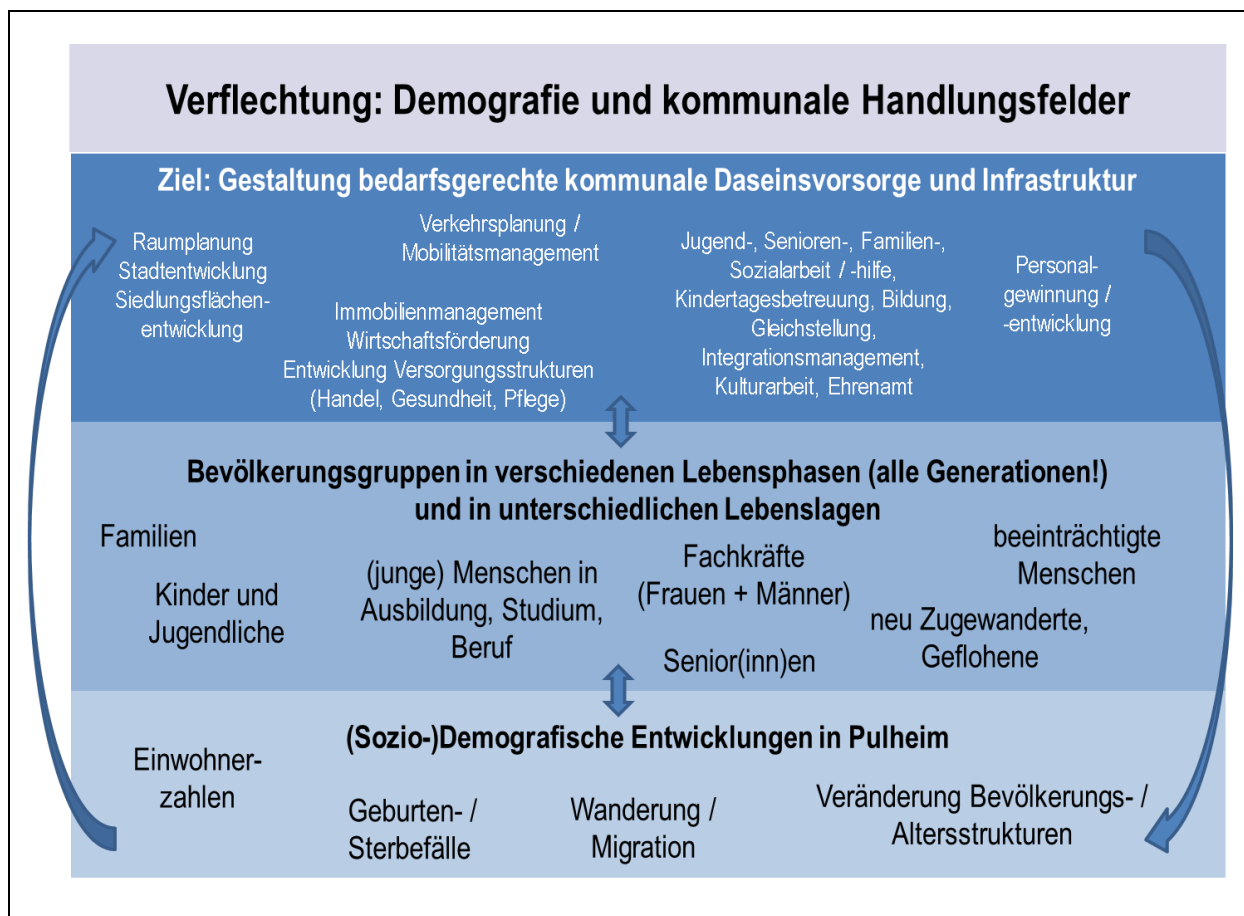 Verflechtung: Demografie und kommunale Handlungsfelder
Ziel: Gestaltung bedarfsgerechte kommunale Daseinsvorsorge und Infrastruktur
Raumplanung
Stadtentwicklung
Siedlungsflächen-
entwicklung
Verkehrsplanung /
Mobilitätsmanagement
Immobilienmanagement
Wirtschaftsförderung
Entwicklung Versorgungsstrukturen
(Handel, Gesundheit, Pflege)
Jugend-, Senioren-, Familien-,
Sozialarbeit / -hilfe,
Kindertagesbetreuung, Bildung,
Gleichstellung,
Integrationsmanagement,
Kulturarbeit, Ehrenamt
Personal-
gewinnung /
-entwicklung
Bevölkerungsgruppen in verschiedenen Lebensphasen (alle Generationen!)
und in unterschiedlichen Lebenslagen
Familien
Kinder und
Jugendliche
(junge) Menschen in
Ausbildung, Studium,
Beruf
Fachkräfte
(Frauen + Männer)
Senior(inn)en
beeinträchtigte
Menschen
neu Zugewanderte,
Geflohene
(Sozio-)Demografische Entwicklungen in Pulheim
Einwohner-
zahlen
Geburten- /
Sterbefälle
Wanderung /
Migration
Veränderung Bevölkerungs- /
Altersstrukturen